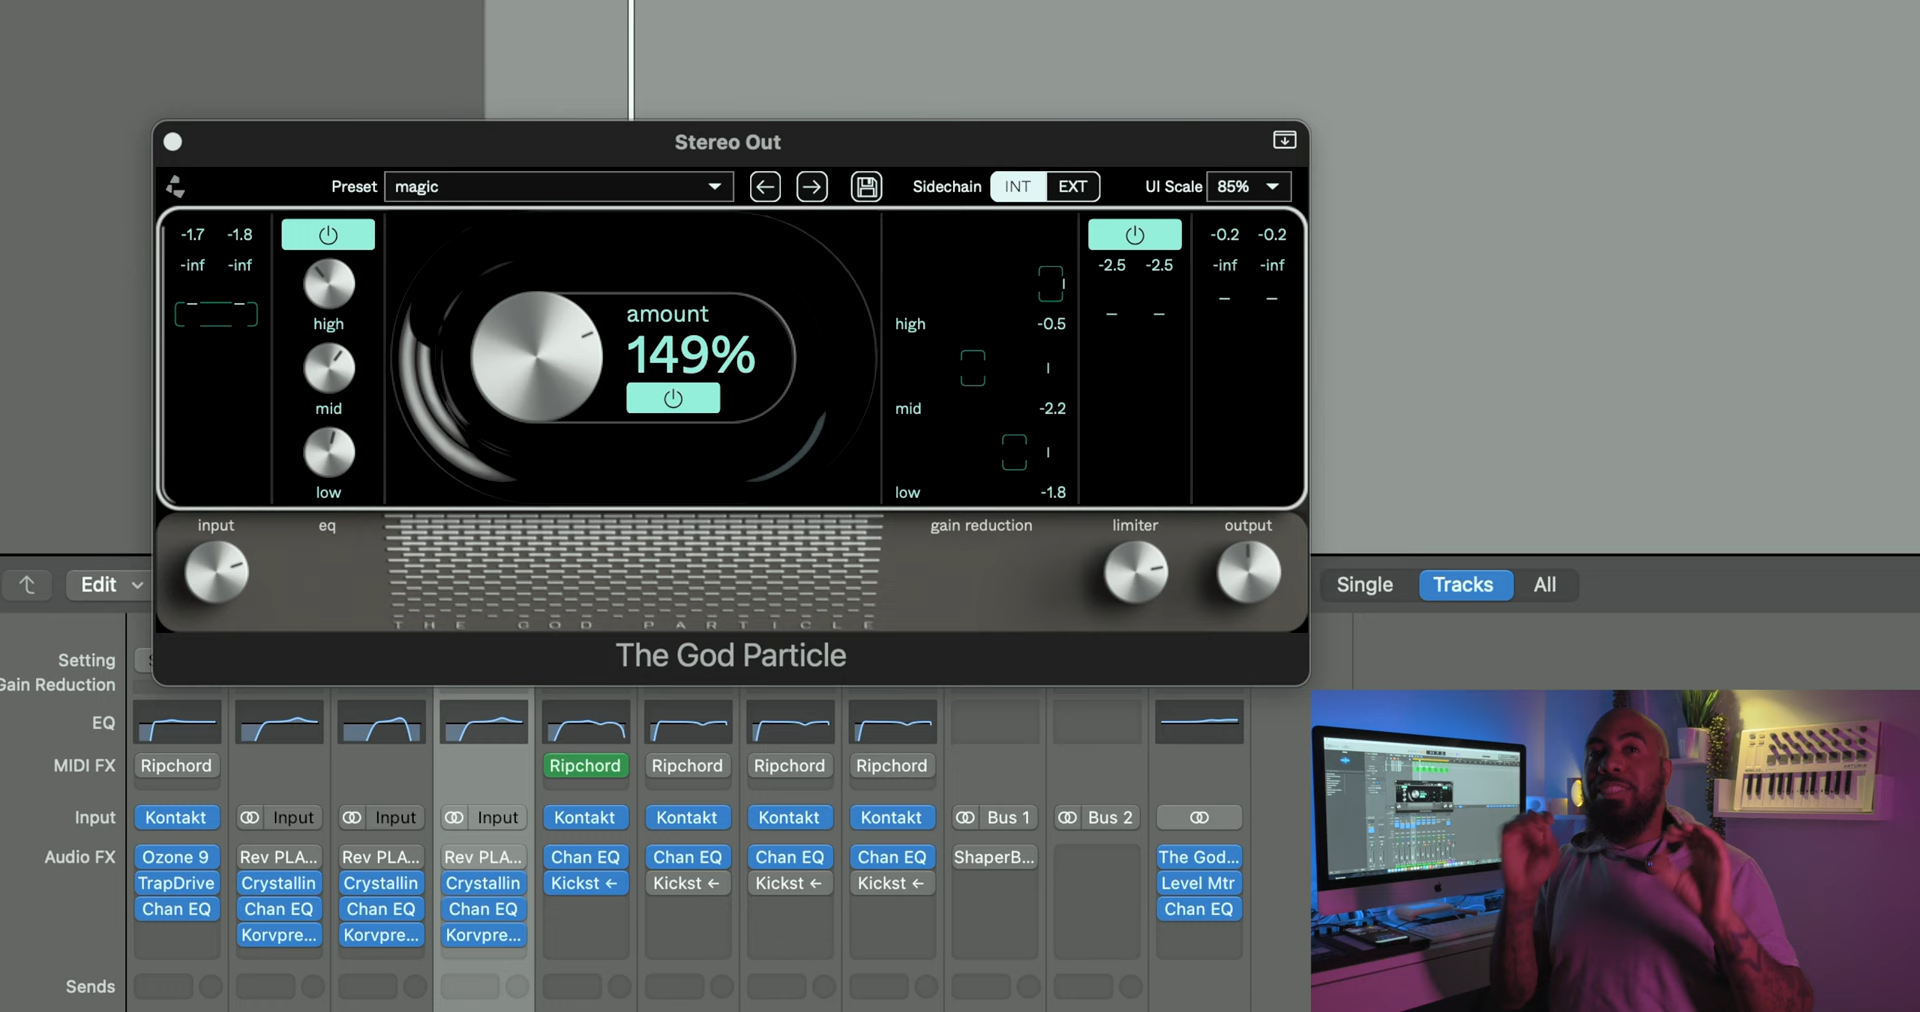 Stereo Out
Preset magic Sidechain INT EXT UI Scale 85%
-1.7 -1.8 -0.2 -0.2
-inf -inf -2.5 -2.5 -inf -inf
amount
149%
high high -0.5
mid mid -2.2
low low -1.8
input eq gain reduction limiter output
THE GOD PARTICLE
The God Particle
Edit Single Tracks All
Setting
Gain Reduction
EQ
MIDI FX Ripchord Ripchord Ripchord Ripchord Ripchord
Input Kontakt Input Input Input Kontakt Kontakt Kontakt Kontakt Bus 1 Bus 2
Audio FX Ozone 9 Rev PLA... Rev PLA... Rev PLA... Chan EQ Chan EQ Chan EQ Chan EQ ShaperB... The God...
TrapDrive Crystallin Crystallin Crystallin Kickst ← Kickst ← Kickst ← Kickst ← Level Mtr
Chan EQ Chan EQ Chan EQ Chan EQ Chan EQ
Korvpre... Korvpre... Korvpre...
Sends